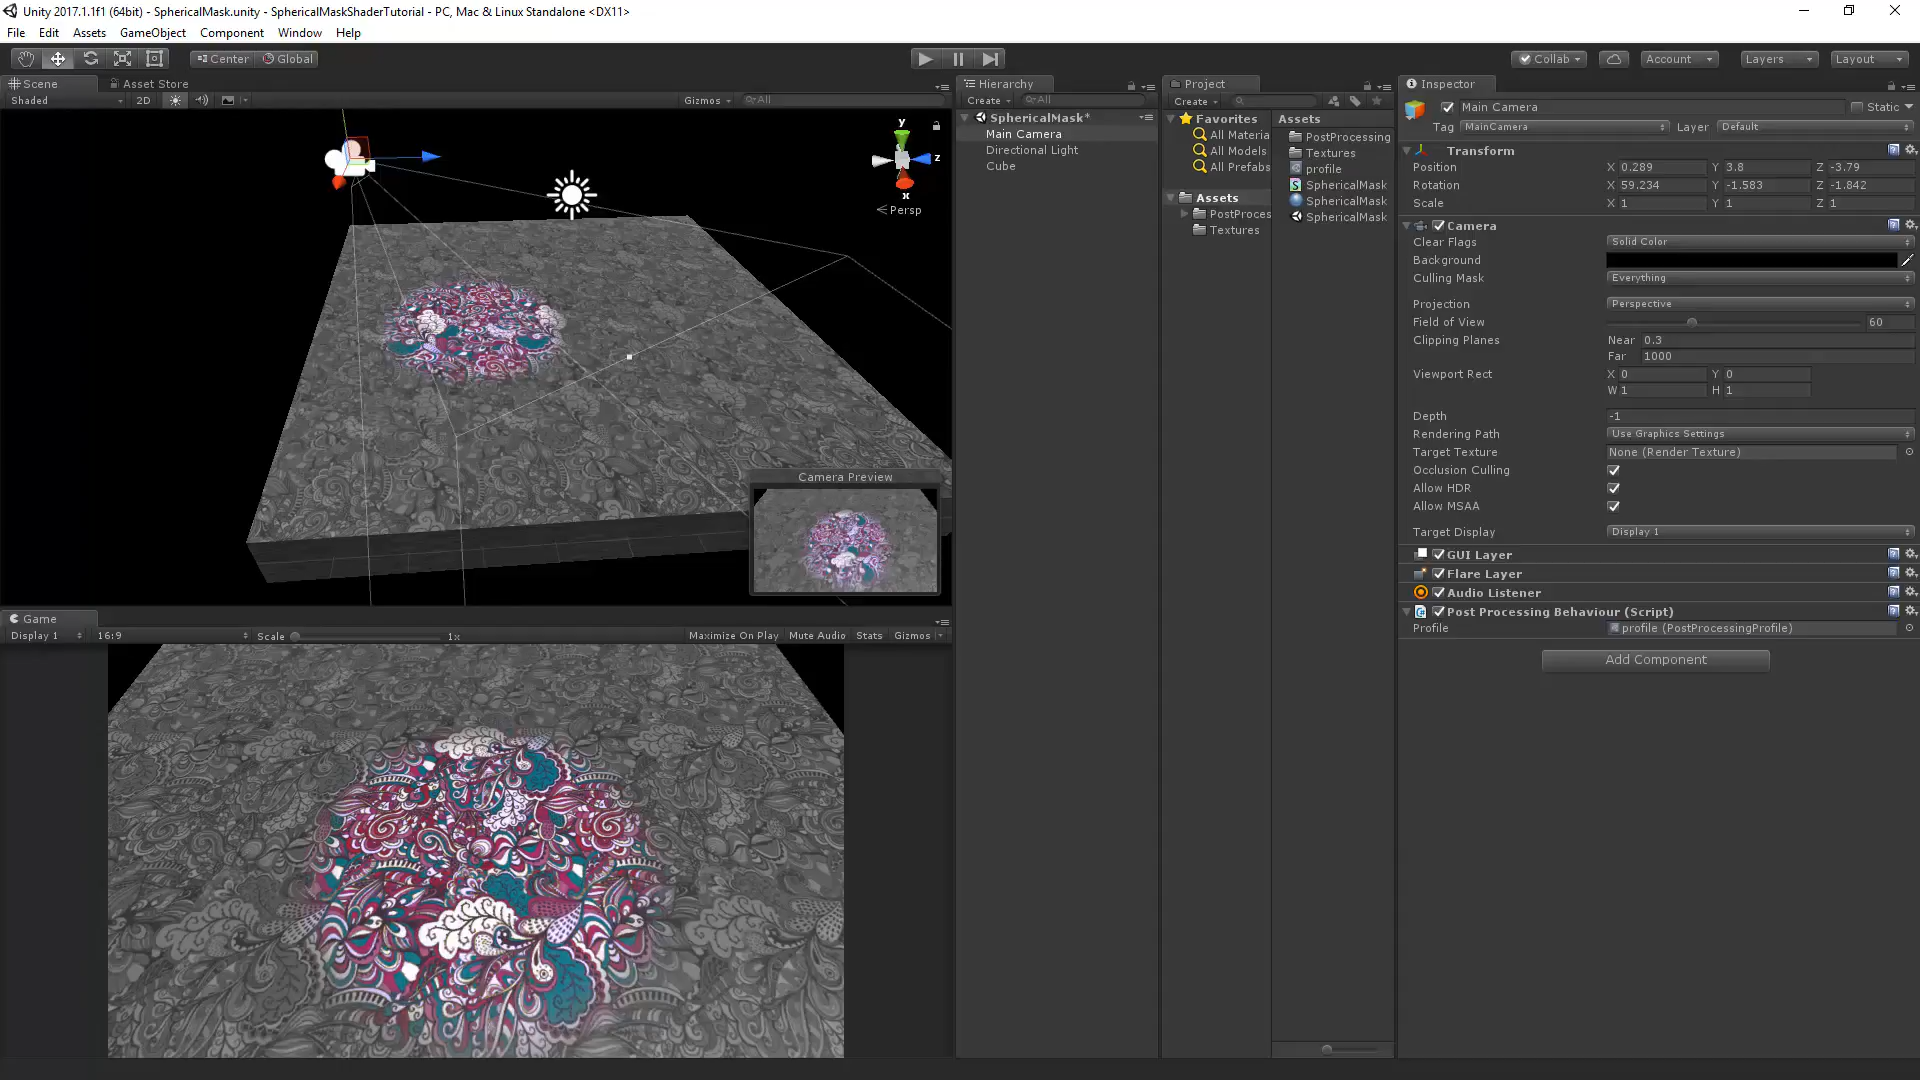 Unity 2017.1.1f1 (64bit) - SphericalMask.unity - SphericalMaskShaderTutorial - PC, Mac & Linux Standalone <DX11>
File Edit Assets GameObject Component Window Help
Center Global Collab Account Layers Layout
Scene Asset Store
Shaded 2D Gizmos All
y
z
x
Persp
Camera Preview
Game
Display 1 16:9 Scale 1x Maximize On Play Mute Audio Stats Gizmos
Hierarchy
Create All
SphericalMask*
Main Camera
Directional Light
Cube
Project
Create
Favorites
All Materia
All Models
All Prefabs
Assets
PostProces
Textures
Assets
PostProcessing
Textures
profile
SphericalMask
SphericalMask
SphericalMask
Inspector
Main Camera Static
Tag MainCamera Layer Default
Transform
Position X 0.289 Y 3.8 Z -3.79
Rotation X 59.234 Y -1.583 Z -1.842
Scale X 1 Y 1 Z 1
Camera
Clear Flags Solid Color
Background
Culling Mask Everything
Projection Perspective
Field of View 60
Clipping Planes Near 0.3
Far 1000
Viewport Rect X 0 Y 0
W 1 H 1
Depth -1
Rendering Path Use Graphics Settings
Target Texture None (Render Texture)
Occlusion Culling
Allow HDR
Allow MSAA
Target Display Display 1
GUI Layer
Flare Layer
Audio Listener
Post Processing Behaviour (Script)
Profile profile (PostProcessingProfile)
Add Component